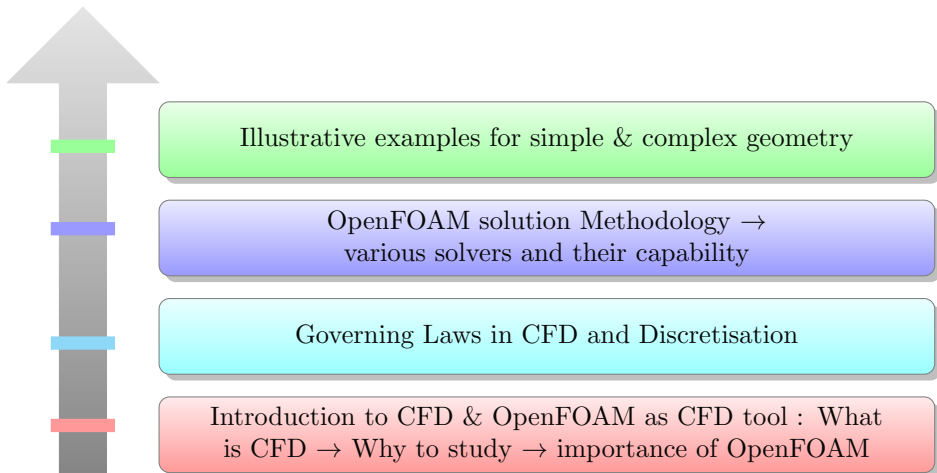 Illustrative examples for simple & complex geometry
OpenFOAM solution Methodology →
various solvers and their capability
Governing Laws in CFD and Discretisation
Introduction to CFD & OpenFOAM as CFD tool : What
is CFD → Why to study → importance of OpenFOAM